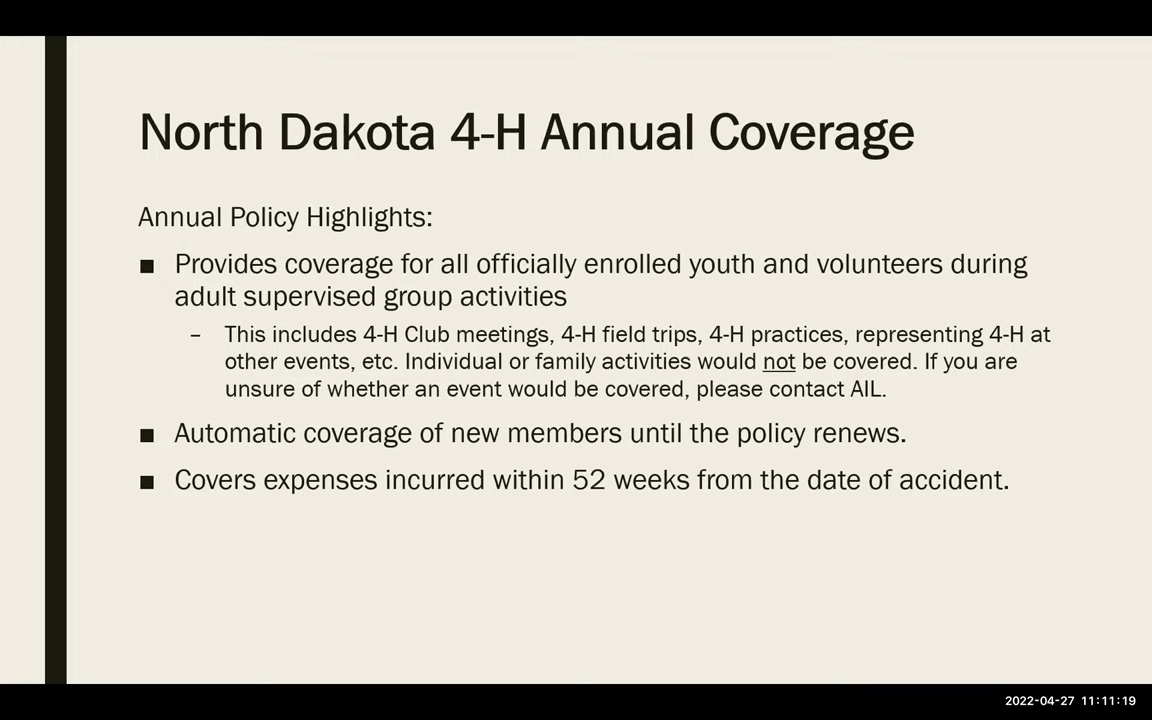 North Dakota 4-H Annual Coverage
Annual Policy Highlights:
■ Provides coverage for all officially enrolled youth and volunteers during
adult supervised group activities
– This includes 4-H Club meetings, 4-H field trips, 4-H practices, representing 4-H at
other events, etc. Individual or family activities would not be covered. If you are
unsure of whether an event would be covered, please contact AIL.
■ Automatic coverage of new members until the policy renews.
■ Covers expenses incurred within 52 weeks from the date of accident.
2022-04-27 11:11:19